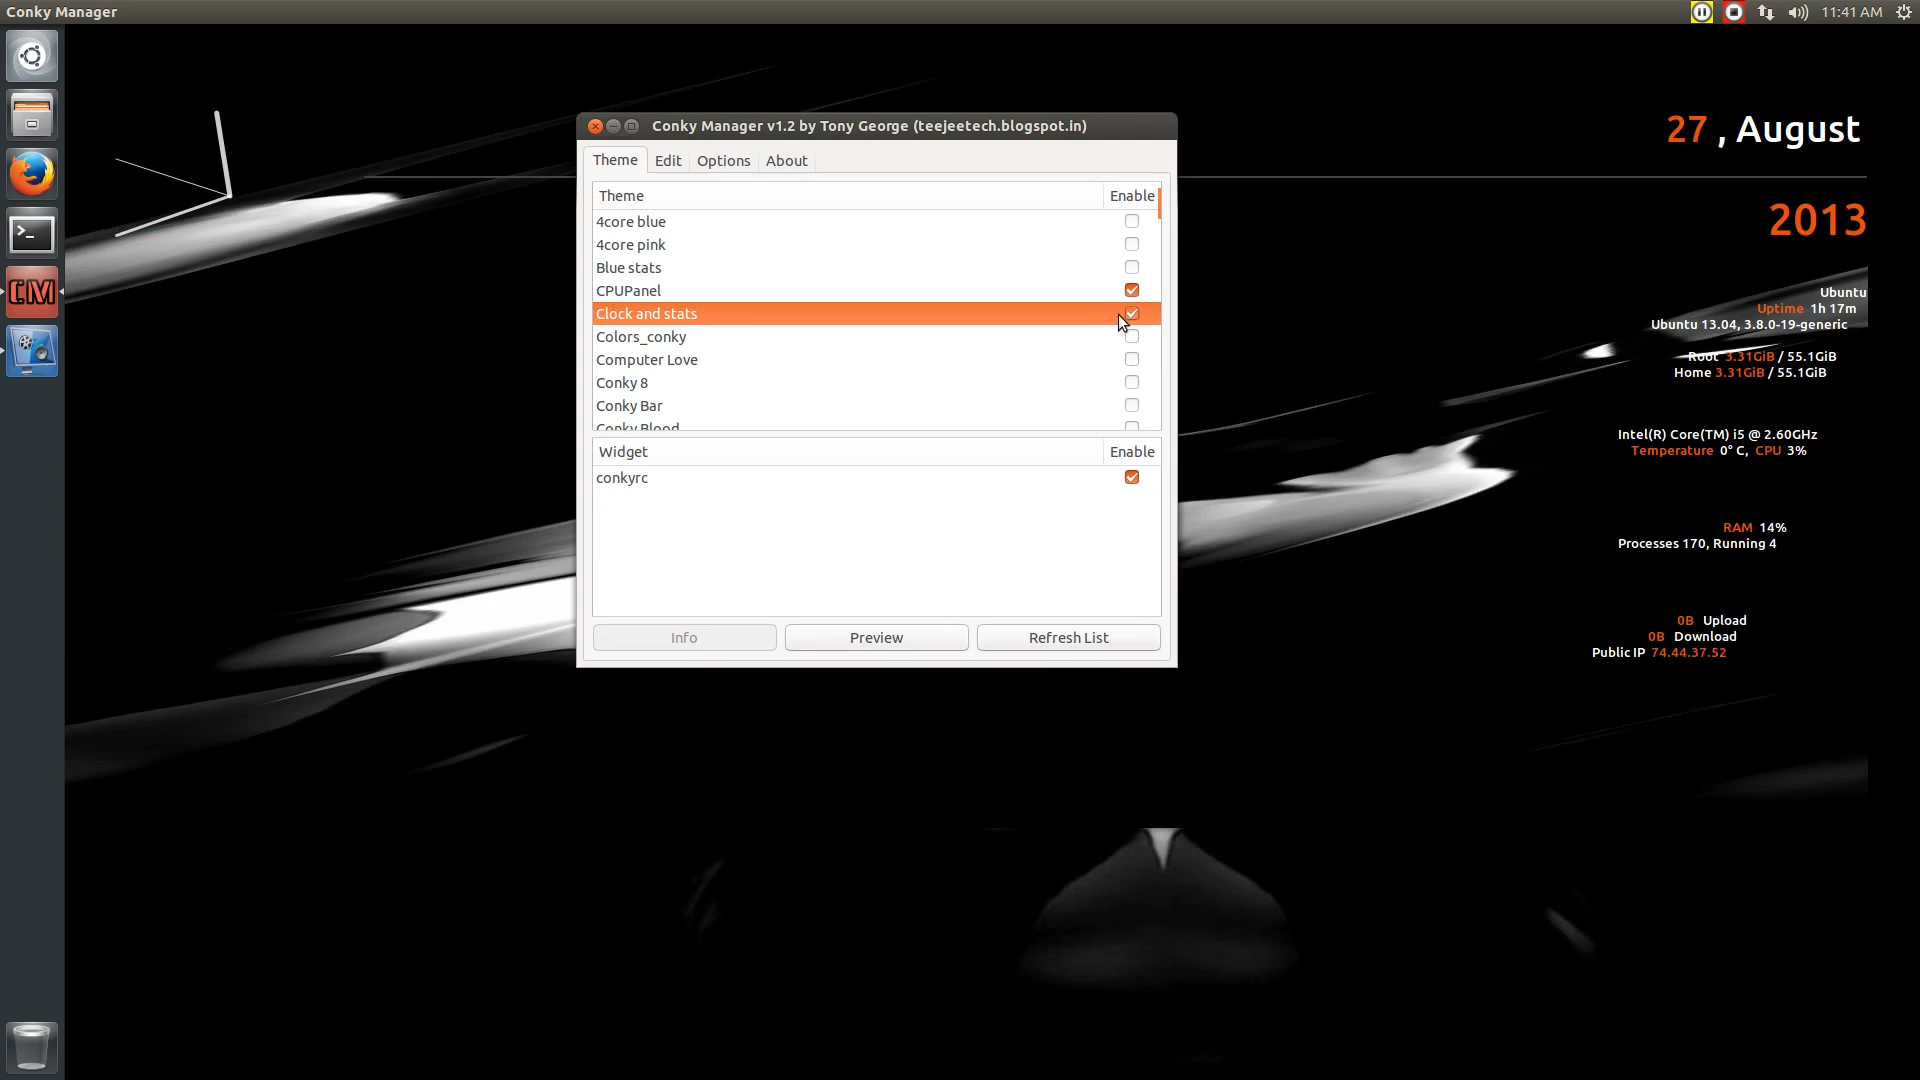 Conky Manager
11:41 AM
CM
Conky Manager v1.2 by Tony George (teejeetech.blogspot.in)
Theme Edit Options About
Theme Enable
4core blue
4core pink
Blue stats
CPUPanel
Clock and stats
Colors_conky
Computer Love
Conky 8
Conky Bar
Conky Blood
Widget Enable
conkyrc
Info Preview Refresh List
27 , August
2013
Ubuntu
Uptime 1h 17m
Ubuntu 13.04, 3.8.0-19-generic
Root 3.31GiB / 55.1GiB
Home 3.31GiB / 55.1GiB
Intel(R) Core(TM) i5 @ 2.60GHz
Temperature 0° C, CPU 3%
RAM 14%
Processes 170, Running 4
0B Upload
0B Download
Public IP 74.44.37.52